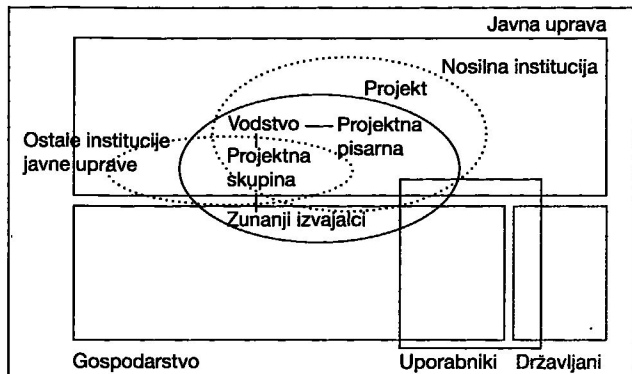 Javna uprava
Nosilna institucija
Projekt
Vodstvo — Projektna
pisarna
Ostale institucije
javne uprave
Projektna
skupina
Zunanji izvajalci
Gospodarstvo
Uporabniki
Državljani